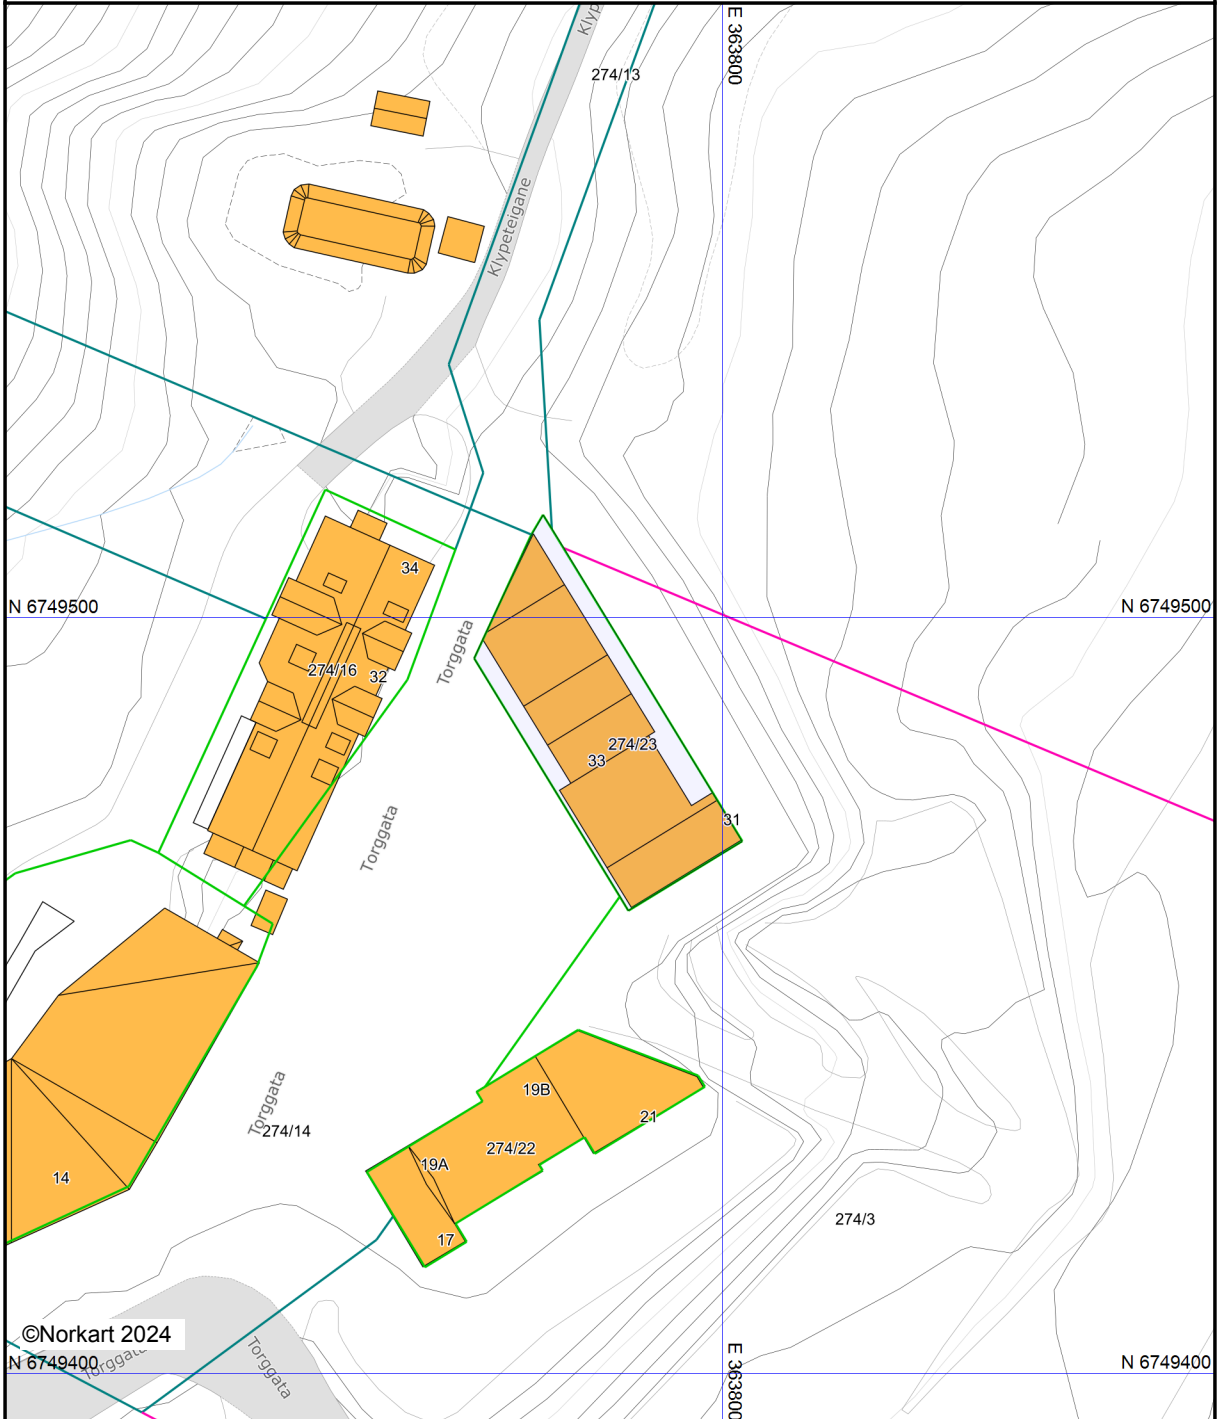 Klyp
E 363800
274/13
Klypeteigane
34
N 6749500
N 6749500
Torggata
274/16
32
274/23
33
31
Torggata
19B
21
Torggata
274/14
274/22
19A
14
274/3
17
©Norkart 2024
Torggata
Torggata
N 6749400
E 363800
N 6749400